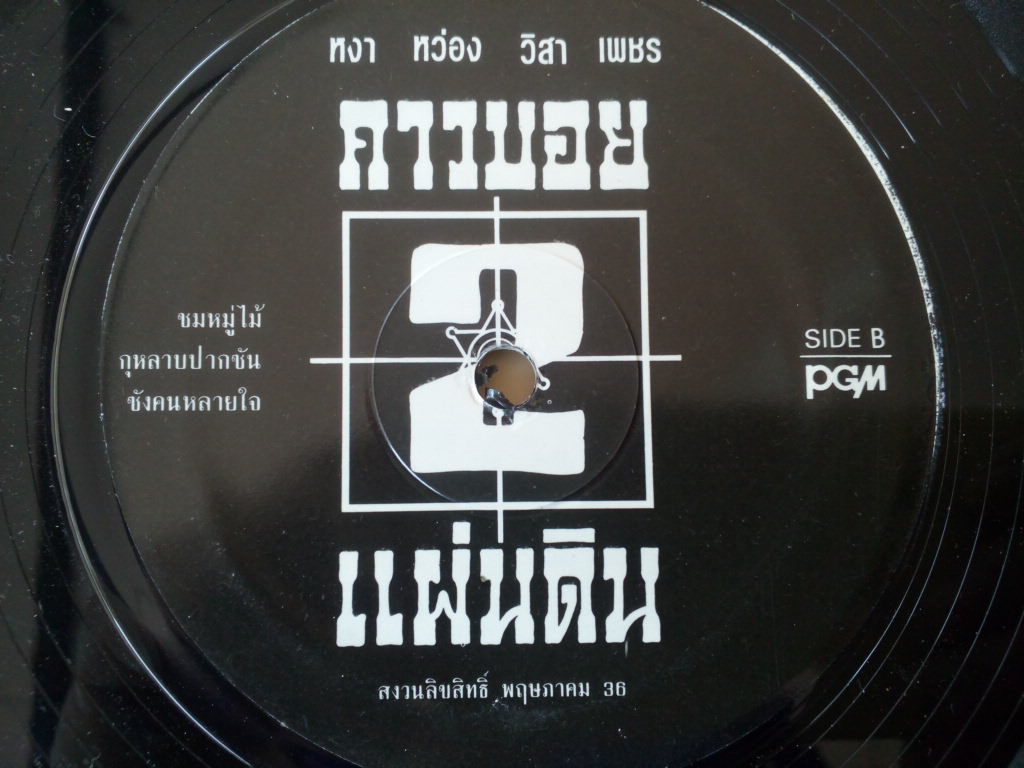 หงา หว่อง วิสา เพชร
คาวบอย
2
แผ่นดิน
ชมหมู่ไม้
กุหลาบปากซัน
ชังคนหลายใจ
SIDE B
PGM
สงวนลิขสิทธิ์ พฤษภาคม 36